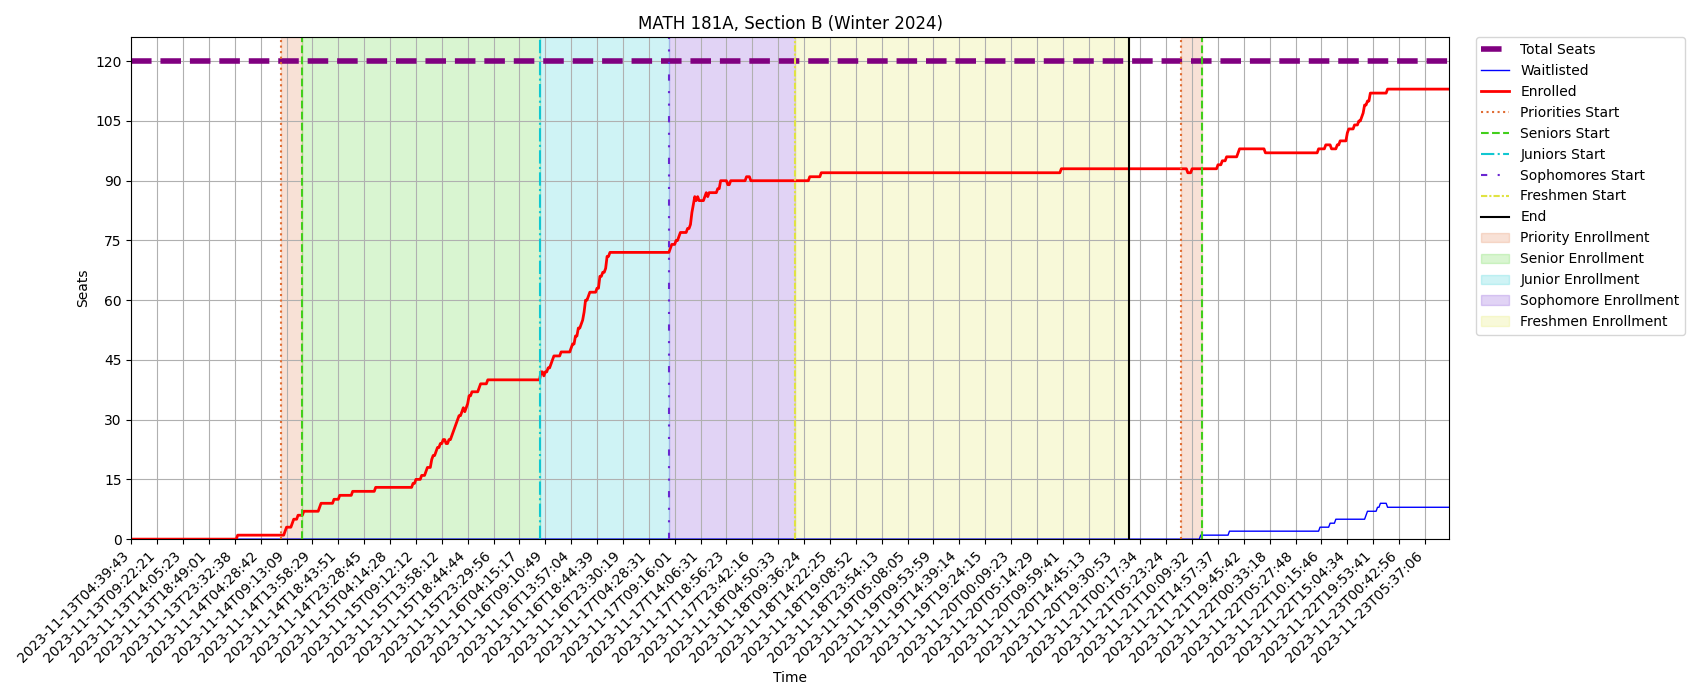 MATH 181A, Section B (Winter 2024)
Total Seats
Waitlisted
Enrolled
Priorities Start
Seniors Start
Juniors Start
Sophomores Start
Freshmen Start
End
Priority Enrollment
Senior Enrollment
Junior Enrollment
Sophomore Enrollment
Freshmen Enrollment
Seats
120
105
90
75
60
45
30
15
0
2023-11-13T04:39:43
2023-11-13T09:22:21
2023-11-13T14:05:23
2023-11-13T18:49:01
2023-11-13T23:32:38
2023-11-14T04:28:42
2023-11-14T09:13:09
2023-11-14T13:58:29
2023-11-14T18:43:51
2023-11-14T23:28:45
2023-11-15T04:14:28
2023-11-15T09:12:12
2023-11-15T13:58:12
2023-11-15T18:44:44
2023-11-15T23:29:56
2023-11-16T04:15:17
2023-11-16T09:10:49
2023-11-16T13:57:04
2023-11-16T18:44:39
2023-11-16T23:30:19
2023-11-17T04:28:31
2023-11-17T09:16:01
2023-11-17T14:06:31
2023-11-17T18:56:23
2023-11-17T23:42:16
2023-11-18T04:50:33
2023-11-18T09:36:24
2023-11-18T14:22:25
2023-11-18T19:08:52
2023-11-18T23:54:13
2023-11-19T05:08:05
2023-11-19T09:53:59
2023-11-19T14:39:14
2023-11-19T19:24:15
2023-11-20T00:09:23
2023-11-20T05:14:29
2023-11-20T09:59:41
2023-11-20T14:45:13
2023-11-20T19:30:53
2023-11-21T00:17:34
2023-11-21T05:23:24
2023-11-21T10:09:32
2023-11-21T14:57:37
2023-11-21T19:45:42
2023-11-22T00:33:18
2023-11-22T05:27:48
2023-11-22T10:15:46
2023-11-22T15:04:34
2023-11-22T19:53:41
2023-11-23T00:42:56
2023-11-23T05:37:06
Time